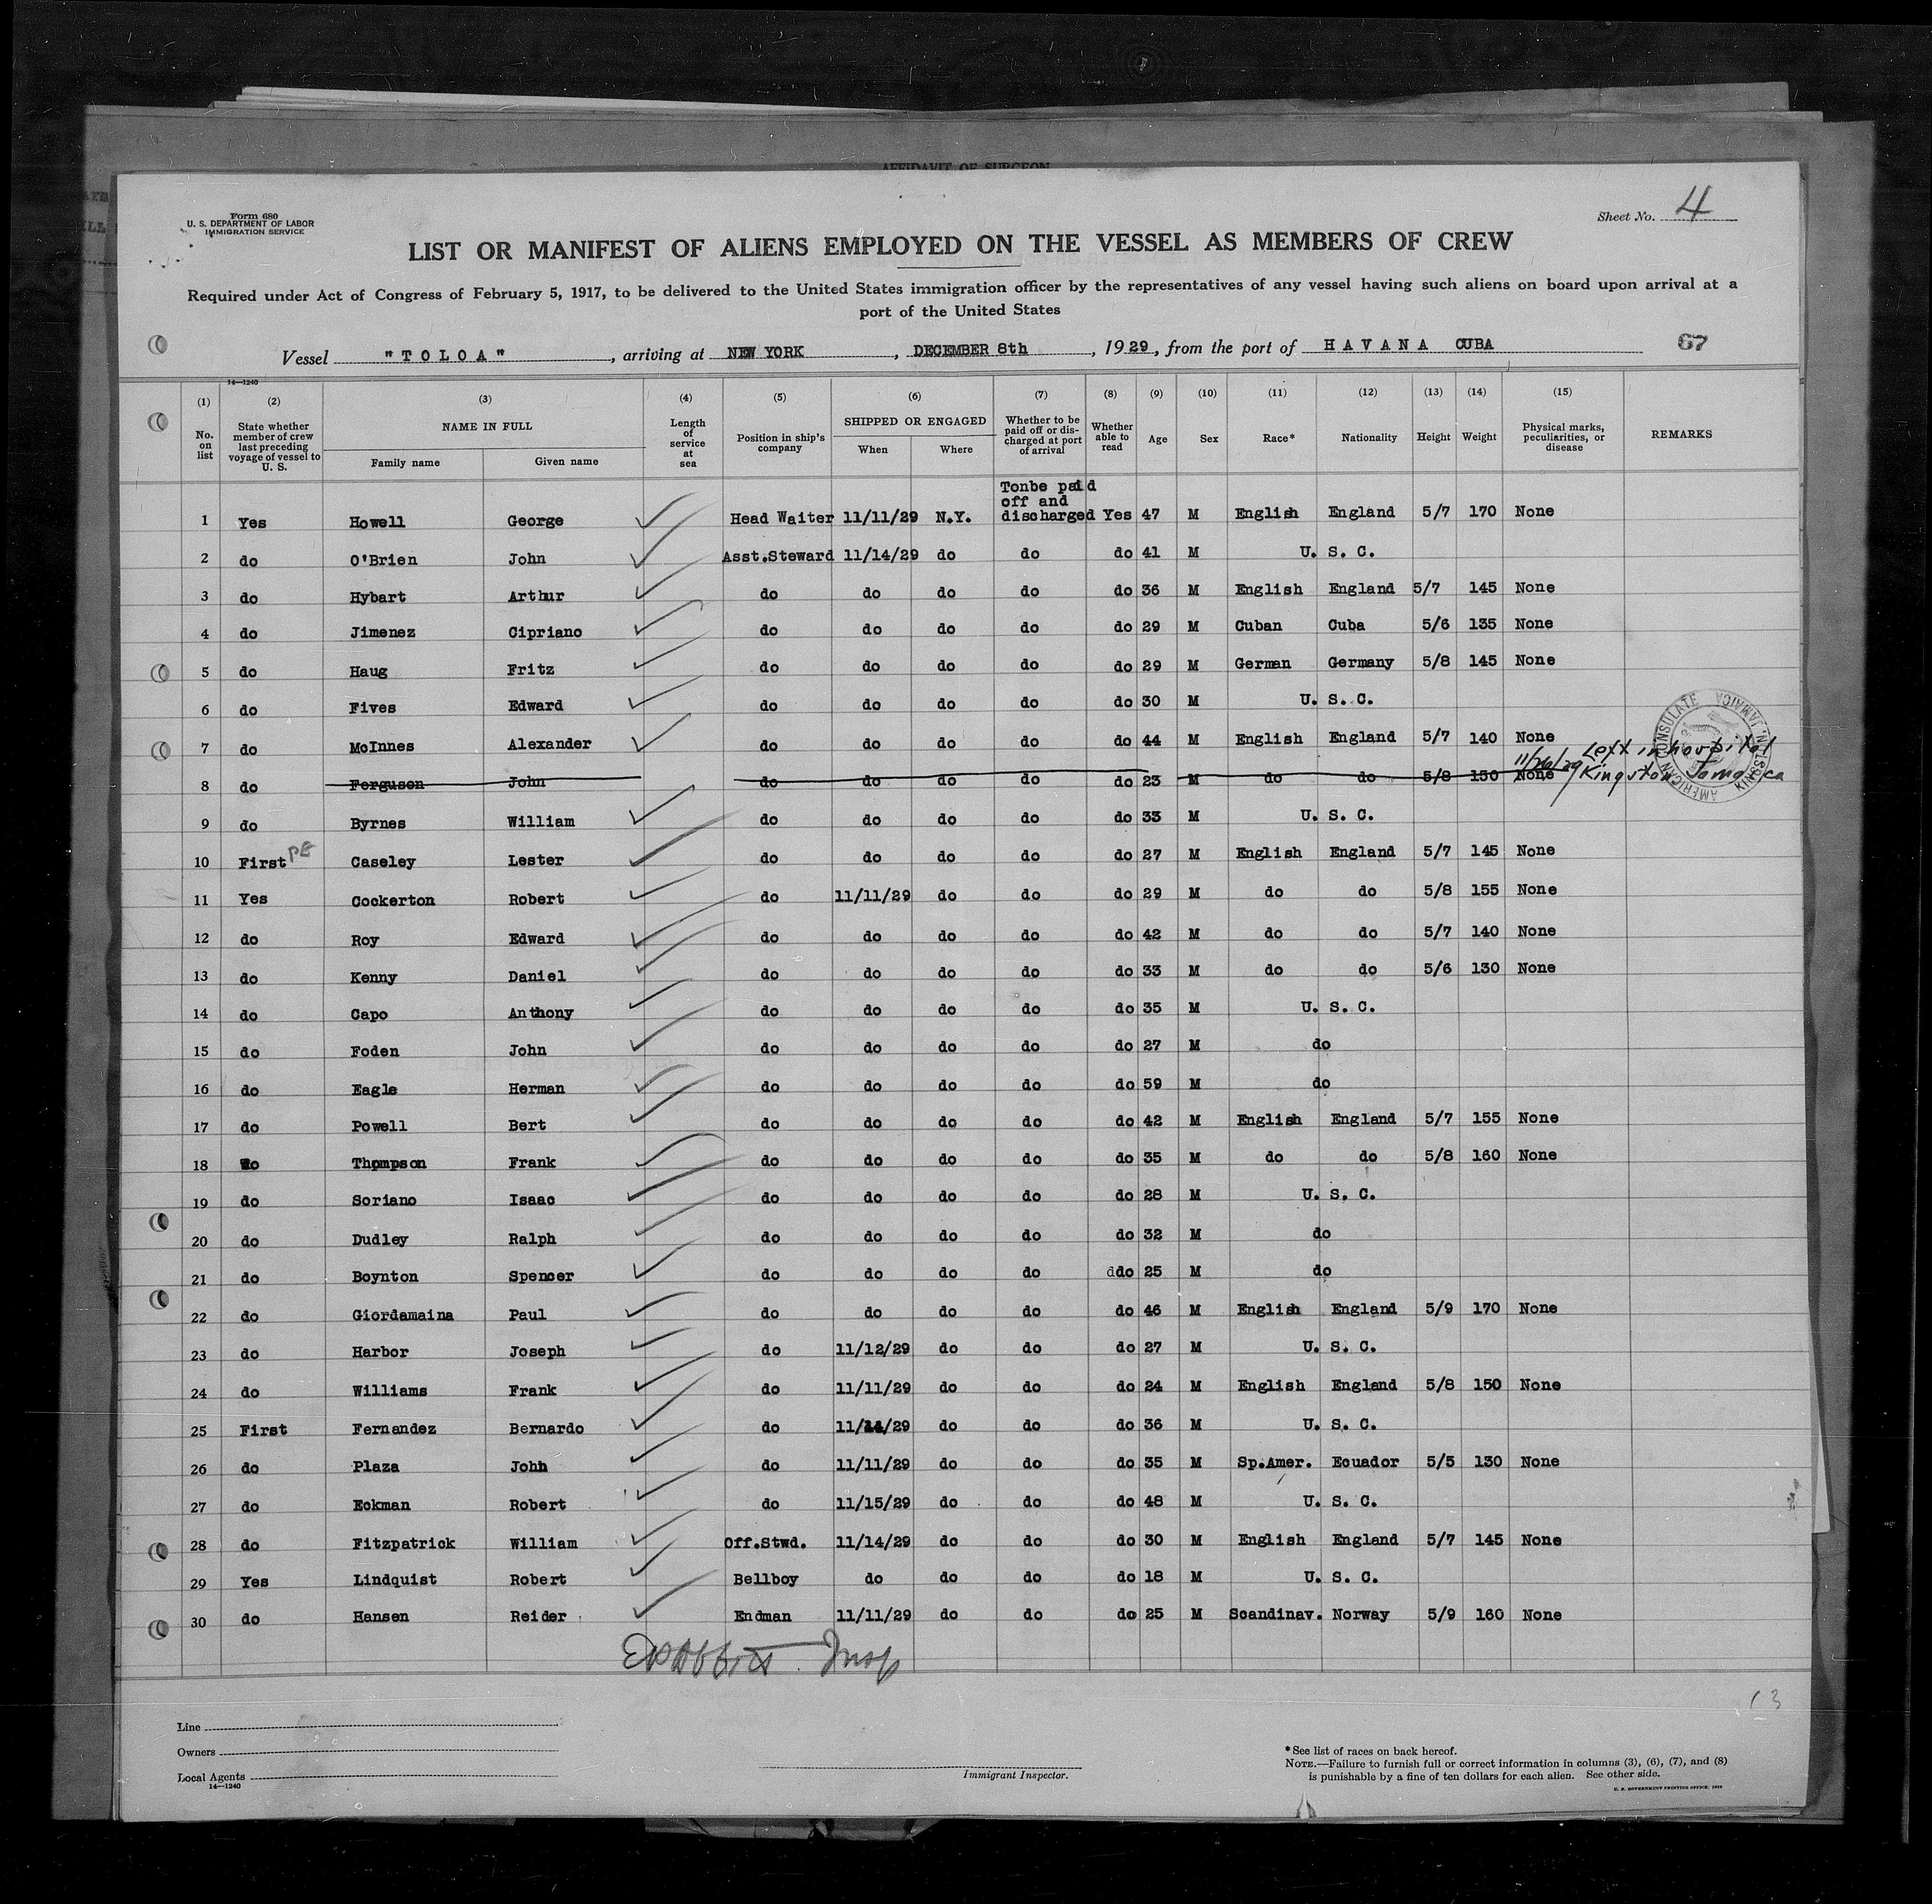 AFFIDAVIT OF SURGEON
Form 680
U. S. DEPARTMENT OF LABOR
IMMIGRATION SERVICE
Sheet No. 4
LIST OR MANIFEST OF ALIENS EMPLOYED ON THE VESSEL AS MEMBERS OF CREW
Required under Act of Congress of February 5, 1917, to be delivered to the United States immigration officer by the representatives of any vessel having such aliens on board upon arrival at a
port of the United States
Vessel "TOLOA", arriving at NEW YORK, DECEMBER 8th, 1929, from the port of HAVANA CUBA 67
14—1240
(1) (2) (3) (4) (5) (6) (7) (8) (9) (10) (11) (12) (13) (14) (15)
No. on list State whether member of crew last preceding voyage of vessel to U. S. NAME IN FULL Family name Given name Length of service at sea Position in ship's company SHIPPED OR ENGAGED When Where Whether to be paid off or discharged at port of arrival Whether able to read Age Sex Race* Nationality Height Weight Physical marks, peculiarities, or disease REMARKS
1 Yes Howell George Head Waiter 11/11/29 N.Y. Tonbe paid off and discharged Yes 47 M English England 5/7 170 None
2 do O'Brien John Asst.Steward 11/14/29 do do do 41 M U. S. C.
3 do Hybart Arthur do do do do do 36 M English England 5/7 145 None
4 do Jimenez Cipriano do do do do do 29 M Cuban Cuba 5/6 135 None
5 do Haug Fritz do do do do do 29 M German Germany 5/8 145 None
6 do Fives Edward do do do do do 30 M U. S. C.
7 do McInnes Alexander do do do do do 44 M English England 5/7 140 None
8 do Ferguson John do do do do do 23 M do do 5/8 150 None 11/26/29 Left in hospital Kingston Jamaica
AMERICAN CONSULATE KINGSTON, JAMAICA
9 do Byrnes William do do do do do 33 M U. S. C.
10 First PE Caseley Lester do do do do do 27 M English England 5/7 145 None
11 Yes Cockerton Robert do 11/11/29 do do do 29 M do do 5/8 155 None
12 do Roy Edward do do do do do 42 M do do 5/7 140 None
13 do Kenny Daniel do do do do do 33 M do do 5/6 130 None
14 do Capo Anthony do do do do do 35 M U. S. C.
15 do Foden John do do do do do 27 M do
16 do Eagle Herman do do do do do 59 M do
17 do Powell Bert do do do do do 42 M English England 5/7 155 None
18 do Thompson Frank do do do do do 35 M do do 5/8 160 None
19 do Soriano Isaac do do do do do 28 M U. S. C.
20 do Dudley Ralph do do do do do 32 M do
21 do Boynton Spencer do do do do ddo 25 M do
22 do Giordamaina Paul do do do do do 46 M English England 5/9 170 None
23 do Harbor Joseph do 11/12/29 do do do 27 M U. S. C.
24 do Williams Frank do 11/11/29 do do do 24 M English England 5/8 150 None
25 First Fernandez Bernardo do 11/14/29 do do do 36 M U. S. C.
26 do Plaza John do 11/11/29 do do do 35 M Sp.Amer. Ecuador 5/5 130 None
27 do Eckman Robert do 11/15/29 do do do 48 M U. S. C.
28 do Fitzpatrick William Off.Stwd. 11/14/29 do do do 30 M English England 5/7 145 None
29 Yes Lindquist Robert Bellboy do do do do 18 M U. S. C.
30 do Hansen Reider Endman 11/11/29 do do do 25 M Scandinav. Norway 5/9 160 None
Insp
13
Line
Owners
Local Agents
14—1240
Immigrant Inspector.
*See list of races on back hereof.
NOTE.—Failure to furnish full or correct information in columns (3), (6), (7), and (8)
is punishable by a fine of ten dollars for each alien. See other side.